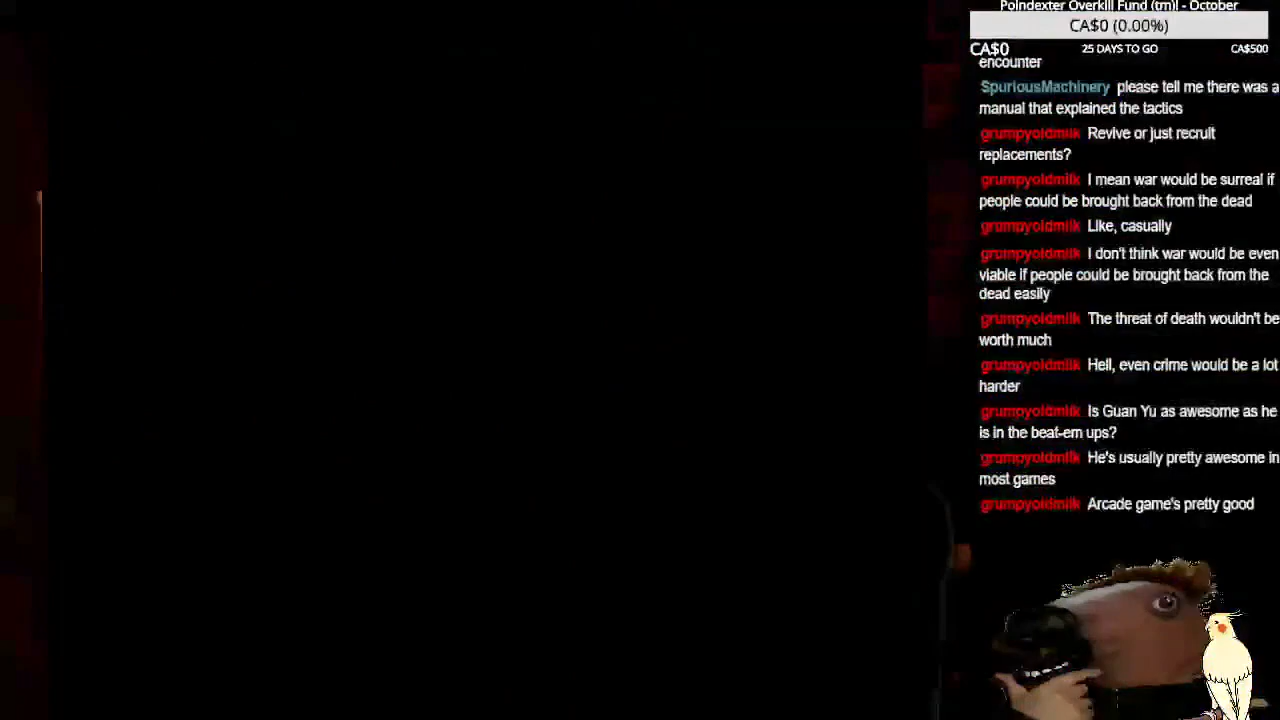 Poindexter Overkill Fund (tm)! - October
CA$0 (0.00%)
CA$0 25 DAYS TO GO CA$500
encounter
SpuriousMachinery please tell me there was a
manual that explained the tactics
grumpyoldmilk Revive or just recruit
replacements?
grumpyoldmilk I mean war would be surreal if
people could be brought back from the dead
grumpyoldmilk Like, casually
grumpyoldmilk I don't think war would be even
viable if people could be brought back from the
dead easily
grumpyoldmilk The threat of death wouldn't be
worth much
grumpyoldmilk Hell, even crime would be a lot
harder
grumpyoldmilk Is Guan Yu as awesome as he
is in the beat-em ups?
grumpyoldmilk He's usually pretty awesome in
most games
grumpyoldmilk Arcade game's pretty good